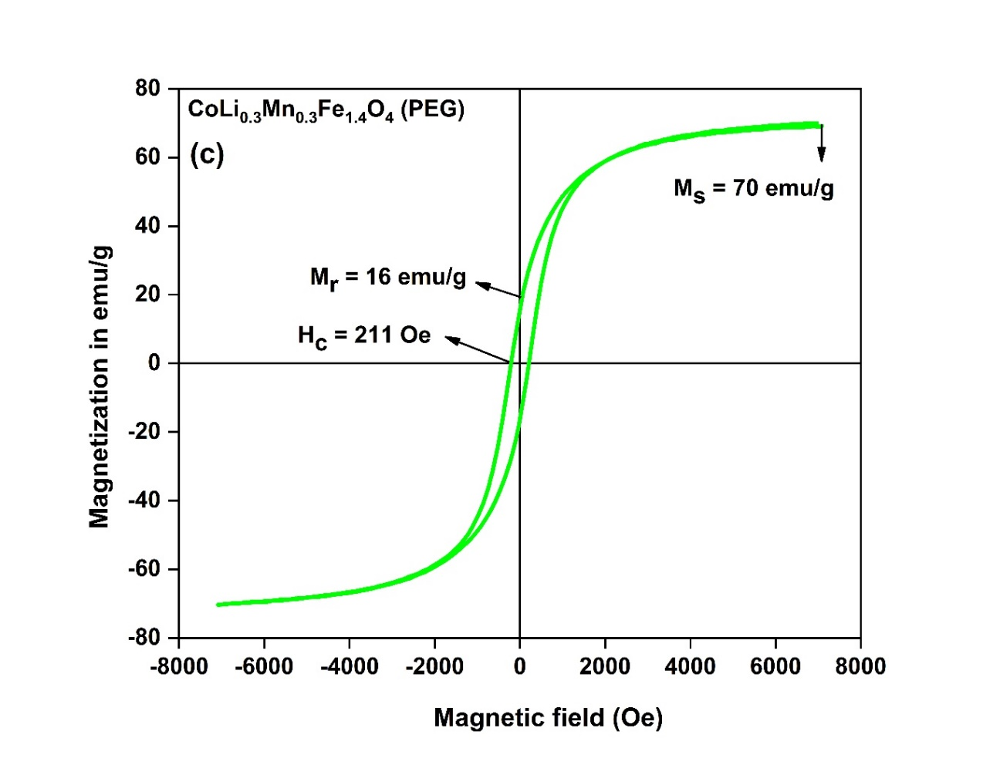 80
CoLi0.3Mn0.3Fe1.4O4 (PEG)
(c)
60
Ms = 70 emu/g
40
Mr = 16 emu/g
20
Hc = 211 Oe
0
-20
-40
-60
-80
Magnetization in emu/g
-8000 -6000 -4000 -2000 0 2000 4000 6000 8000
Magnetic field (Oe)